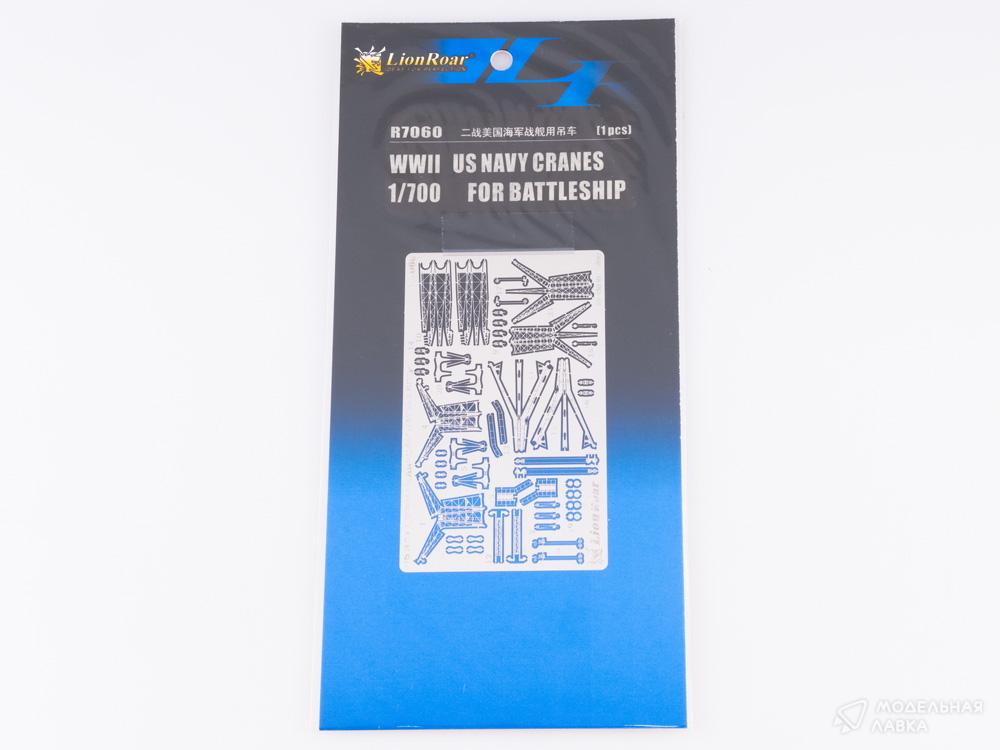 LionRoar®
R7060 二战美国海军战舰用吊车 (1pcs)
WWII US NAVY CRANES
1/700 FOR BATTLESHIP
LionRoar
МОДЕЛЬНАЯ
ЛАВКА